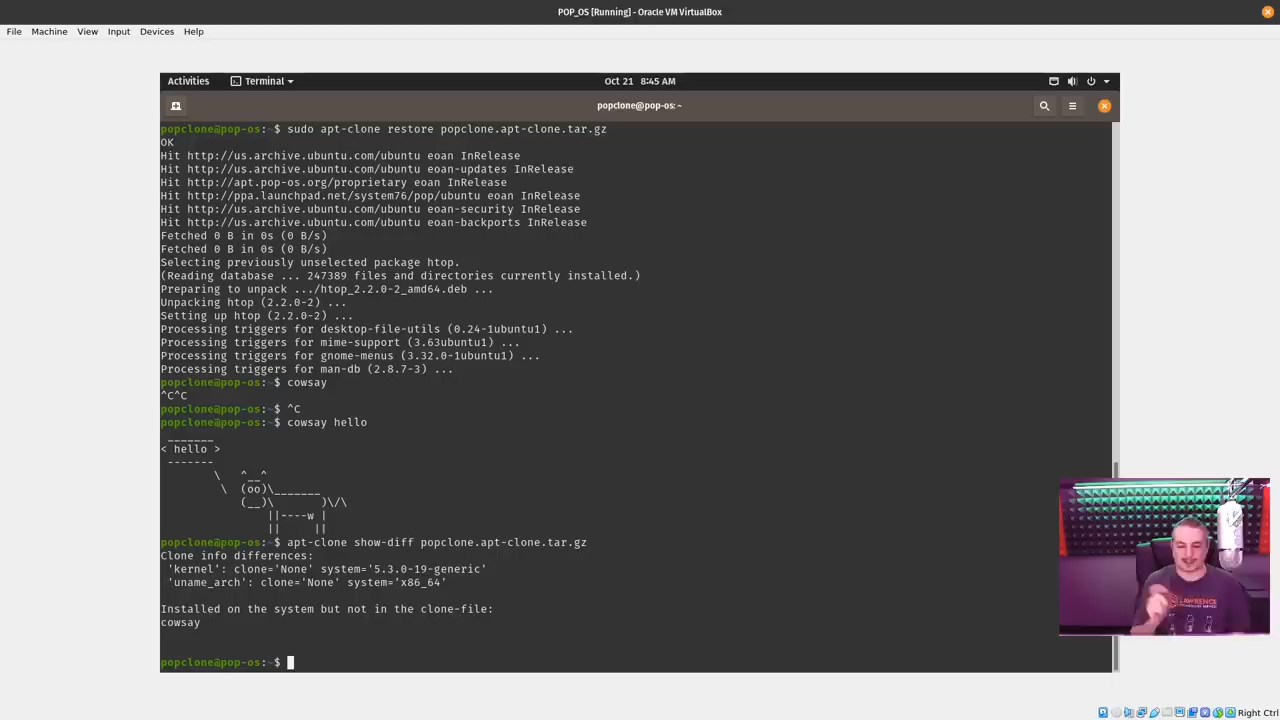 POP_OS [Running] - Oracle VM VirtualBox
File Machine View Input Devices Help
Activities Terminal Oct 21 8:45 AM
popclone@pop-os: ~
popclone@pop-os:~$ sudo apt-clone restore popclone.apt-clone.tar.gz
OK
Hit http://us.archive.ubuntu.com/ubuntu eoan InRelease
Hit http://us.archive.ubuntu.com/ubuntu eoan-updates InRelease
Hit http://apt.pop-os.org/proprietary eoan InRelease
Hit http://ppa.launchpad.net/system76/pop/ubuntu eoan InRelease
Hit http://us.archive.ubuntu.com/ubuntu eoan-security InRelease
Hit http://us.archive.ubuntu.com/ubuntu eoan-backports InRelease
Fetched 0 B in 0s (0 B/s)
Fetched 0 B in 0s (0 B/s)
Selecting previously unselected package htop.
(Reading database ... 247389 files and directories currently installed.)
Preparing to unpack .../htop_2.2.0-2_amd64.deb ...
Unpacking htop (2.2.0-2) ...
Setting up htop (2.2.0-2) ...
Processing triggers for desktop-file-utils (0.24-1ubuntu1) ...
Processing triggers for mime-support (3.63ubuntu1) ...
Processing triggers for gnome-menus (3.32.0-1ubuntu1) ...
Processing triggers for man-db (2.8.7-3) ...
popclone@pop-os:~$ cowsay
^C^C
popclone@pop-os:~$ ^C
popclone@pop-os:~$ cowsay hello
 _______
< hello >
 -------
        \   ^__^
         \  (oo)\_______
            (__)\       )\/\
                ||----w |
                ||     ||
popclone@pop-os:~$ apt-clone show-diff popclone.apt-clone.tar.gz
Clone info differences:
 'kernel': clone='None' system='5.3.0-19-generic'
 'uname_arch': clone='None' system='x86_64'
Installed on the system but not in the clone-file:
cowsay
popclone@pop-os:~$
LAWRENCE
Right Ctrl